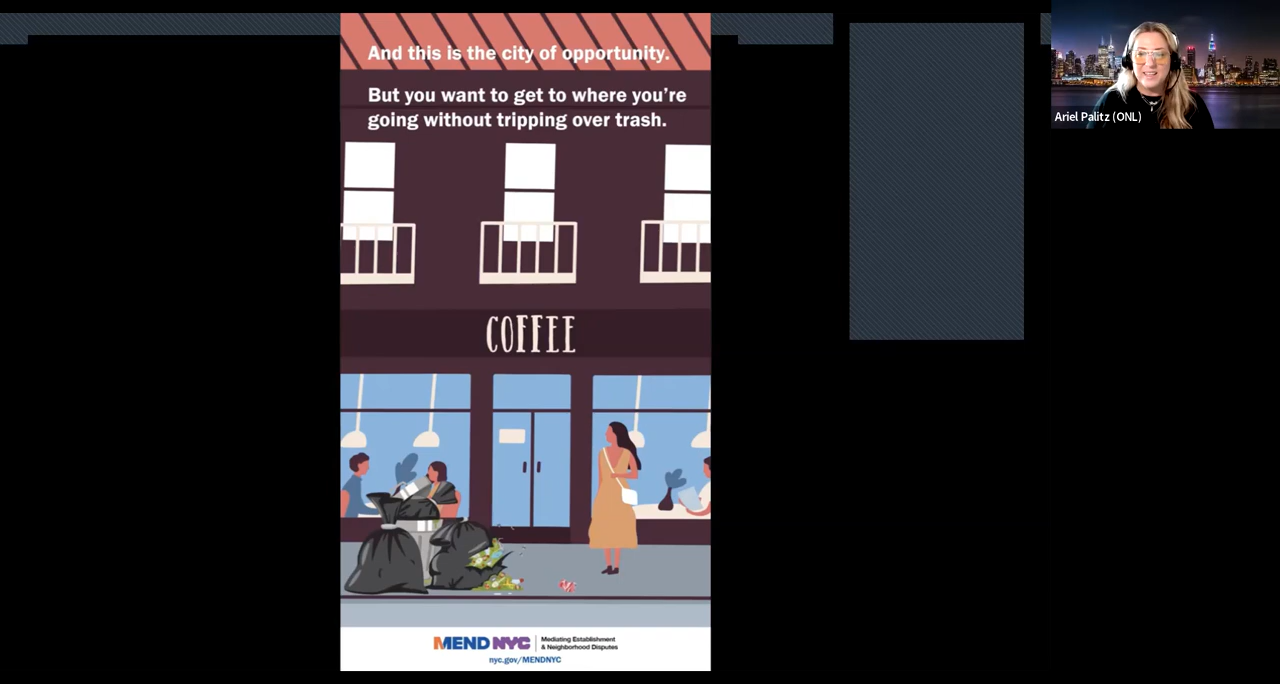 And this is the city of opportunity.
But you want to get to where you're
going without tripping over trash.
COFFEE
MEND NYC
Mediating Establishment
& Neighborhood Disputes
nyc.gov/MENDNYC
Ariel Palitz (ONL)